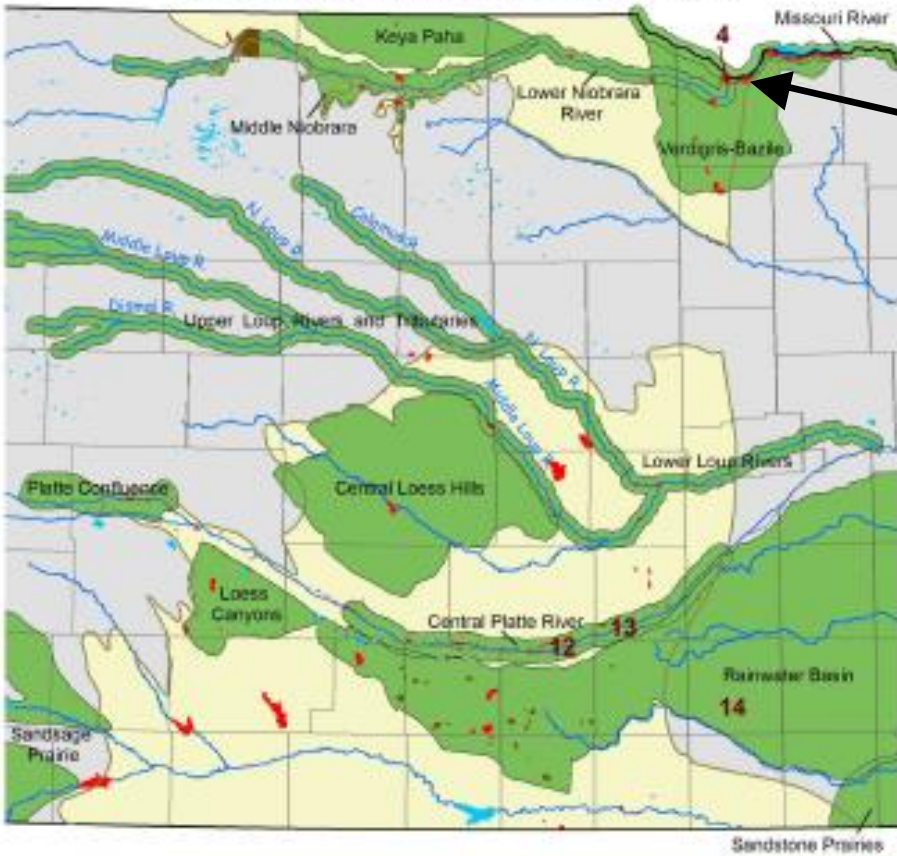 Missouri River
4
Keya Paha
Lower Niobrara
River
Middle Niobrara
Verdigris-Bazile
N Loup R
Calamus R
Middle Loup R.
Dismal R.
Upper Loup Rivers and Tributaries
N. Loup R.
Middle Loup R.
Lower Loup Rivers
Platte Confluence
Central Loess Hills
Loess
Canyons
Central Platte River
12
13
Rainwater Basin
14
Sandsage
Prairie
Sandstone Prairies